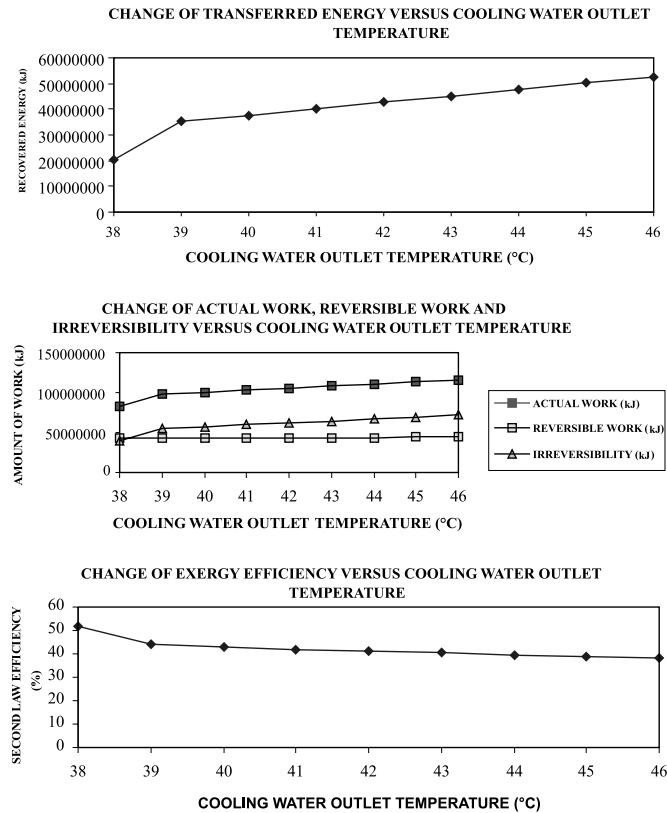 CHANGE OF TRANSFERRED ENERGY VERSUS COOLING WATER OUTLET
TEMPERATURE
RECOVERED ENERGY (kJ)
60000000
50000000
40000000
30000000
20000000
10000000
0
38 39 40 41 42 43 44 45 46
COOLING WATER OUTLET TEMPERATURE (°C)
CHANGE OF ACTUAL WORK, REVERSIBLE WORK AND
IRREVERSIBILITY VERSUS COOLING WATER OUTLET TEMPERATURE
AMOUNT OF WORK (kJ)
150000000
100000000
50000000
0
38 39 40 41 42 43 44 45 46
COOLING WATER OUTLET TEMPERATURE (°C)
ACTUAL WORK (kJ)
REVERSIBLE WORK (kJ)
IRREVERSIBILITY (kJ)
CHANGE OF EXERGY EFFICIENCY VERSUS COOLING WATER OUTLET
TEMPERATURE
SECOND LAW EFFICIENCY
(%)
60
50
40
30
20
10
0
38 39 40 41 42 43 44 45 46
COOLING WATER OUTLET TEMPERATURE (°C)